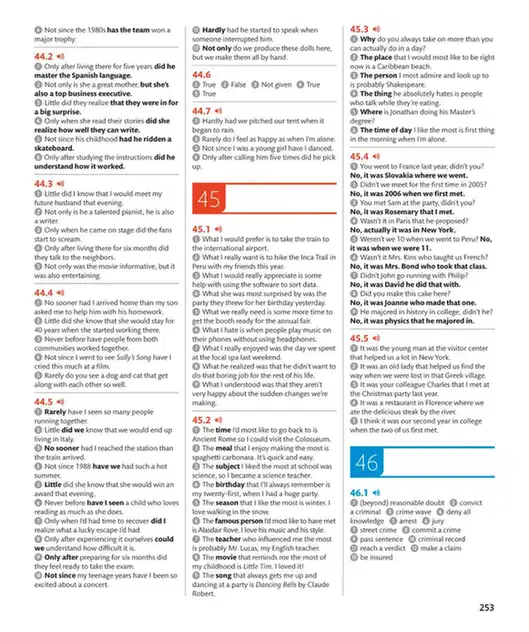 ④ Not since the 1980s has the team won a
major trophy.
44.2
① Only after living there for five years did he
master the Spanish language.
② Not only is she a great mother, but she's
also a top business executive.
③ Little did they realize that they were in for
a big surprise.
④ Only when she read their stories did she
realize how well they can write.
⑤ Not since his childhood had he ridden a
skateboard.
⑥ Only after studying the instructions did he
understand how it worked.
44.3
① Little did I know that I would meet my
future husband that evening.
② Not only is he a talented pianist, he is also
a writer.
③ Only when he came on stage did the fans
start to scream.
④ Only after living there for six months did
they talk to the neighbors.
⑤ Not only was the movie informative, but it
was also entertaining.
44.4
① No sooner had I arrived home than my son
asked me to help him with his homework.
② Little did she know that she would stay for
40 years when she started working there.
③ Never before have people from both
communities worked together.
④ Not since I went to see Sally's Song have I
cried this much at a film.
⑤ Rarely do you see a dog and cat that get
along with each other so well.
44.5
① Rarely have I seen so many people
running together.
② Little did we know that we would end up
living in Italy.
③ No sooner had I reached the station than
the train arrived.
④ Not since 1988 have we had such a hot
summer.
⑤ Little did she know that she would win an
award that evening.
⑥ Never before have I seen a child who loves
reading as much as she does.
⑦ Only when I'd had time to recover did I
realize what a lucky escape I'd had.
⑧ Only after experiencing it ourselves could
we understand how difficult it is.
⑨ Only after preparing for six months did
they feel ready to take the exam.
⑩ Not since my teenage years have I been so
excited about a concert.
⑪ Hardly had he started to speak when
someone interrupted him.
⑫ Not only do we produce these dolls here,
but we make them all by hand.
44.6
① True ② False ③ Not given ④ True
⑤ True
44.7
① Hardly had we pitched our tent when it
began to rain.
② Rarely do I feel as happy as when I'm alone.
③ Not since I was a young girl have I danced.
④ Only after calling him five times did he pick
up.
45
45.1
① What I would prefer is to take the train to
the international airport.
② What I really want is to hike the Inca Trail in
Peru with my friends this year.
③ What I would really appreciate is some
help with using the software to sort data.
④ What she was most surprised by was the
party they threw for her birthday yesterday.
⑤ What we really need is some more time to
get the booth ready for the annual fair.
⑥ What I hate is when people play music on
their phones without using headphones.
⑦ What I really enjoyed was the day we spent
at the local spa last weekend.
⑧ What he realized was that he didn't want to
do that boring job for the rest of his life.
⑨ What I understood was that they aren't
very happy about the sudden changes we're
making.
45.2
① The time I'd most like to go back to is
Ancient Rome so I could visit the Colosseum.
② The meal that I enjoy making the most is
spaghetti carbonara. It's quick and easy.
③ The subject I liked the most at school was
science, so I became a science teacher.
④ The birthday that I'll always remember is
my twenty-first, when I had a huge party.
⑤ The season that I like the most is winter. I
love walking in the snow.
⑥ The famous person I'd most like to have met
is Alasdair Rove. I love his music and his style.
⑦ The teacher who influenced me the most
is probably Mr. Lucas, my English teacher.
⑧ The movie that reminds me the most of
my childhood is Little Tim. I loved it!
⑨ The song that always gets me up and
dancing at a party is Dancing Bells by Claude
Robert.
45.3
① Why do you always take on more than you
can actually do in a day?
② The place that I would most like to be right
now is a Caribbean beach.
③ The person I most admire and look up to
is probably Shakespeare.
④ The thing he absolutely hates is people
who talk while they're eating.
⑤ Where is Jonathan doing his Master's
degree?
⑥ The time of day I like the most is first thing
in the morning when I'm alone.
45.4
① You went to France last year, didn't you?
No, it was Slovakia where we went.
② Didn't we meet for the first time in 2005?
No, it was 2006 when we first met.
③ You met Sam at the party, didn't you?
No, it was Rosemary that I met.
④ Wasn't it in Paris that he proposed?
No, actually it was in New York.
⑤ Weren't we 10 when we went to Peru? No,
it was when we were 11.
⑥ Wasn't it Mrs. Kins who taught us French?
No, it was Mrs. Bond who took that class.
⑦ Didn't John go running with Philip?
No, it was David he did that with.
⑧ Did you make this cake here?
No, it was Joanne who made that one.
⑨ He majored in history in college, didn't he?
No, it was physics that he majored in.
45.5
① It was the young man at the visitor center
that helped us a lot in New York.
② It was an old lady that helped us find the
way when we were lost in that Greek village.
③ It was your colleague Charles that I met at
the Christmas party last year.
④ It was a restaurant in Florence where we
ate the delicious steak by the river.
⑤ I think it was our second year in college
when the two of us first met.
46
46.1
① (beyond) reasonable doubt ② convict
a criminal ③ crime wave ④ deny all
knowledge ⑤ arrest ⑥ jury
⑦ street crime ⑧ commit a crime
⑨ pass sentence ⑩ criminal record
⑪ reach a verdict ⑫ make a claim
⑬ be insured
253